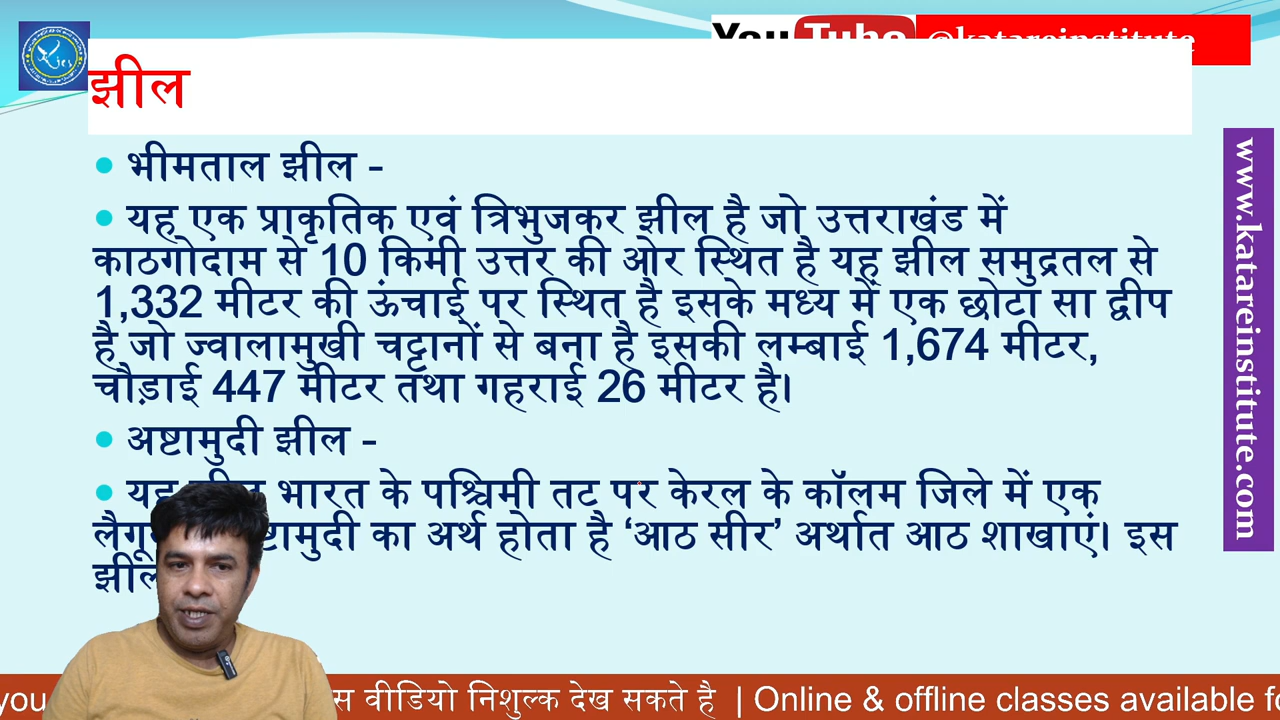 YouTube @katareinstitute
झील
भीमताल झील -
यह एक प्राकृतिक एवं त्रिभुजकर झील है जो उत्तराखंड में
काठगोदाम से 10 किमी उत्तर की ओर स्थित है यह झील समुद्रतल से
1,332 मीटर की ऊंचाई पर स्थित है इसके मध्य में एक छोटा सा द्वीप
है जो ज्वालामुखी चट्टानों से बना है इसकी लम्बाई 1,674 मीटर,
चौड़ाई 447 मीटर तथा गहराई 26 मीटर है।
अष्टामुदी झील -
यह झील भारत के पश्चिमी तट पर केरल के कॉलम जिले में एक
का अर्थ होता है ‘आठ सीर’ अर्थात आठ शाखाएं। इस
झील
www.katareinstitute.com
you वीडियो निशुल्क देख सकते है | Online & offline classes available